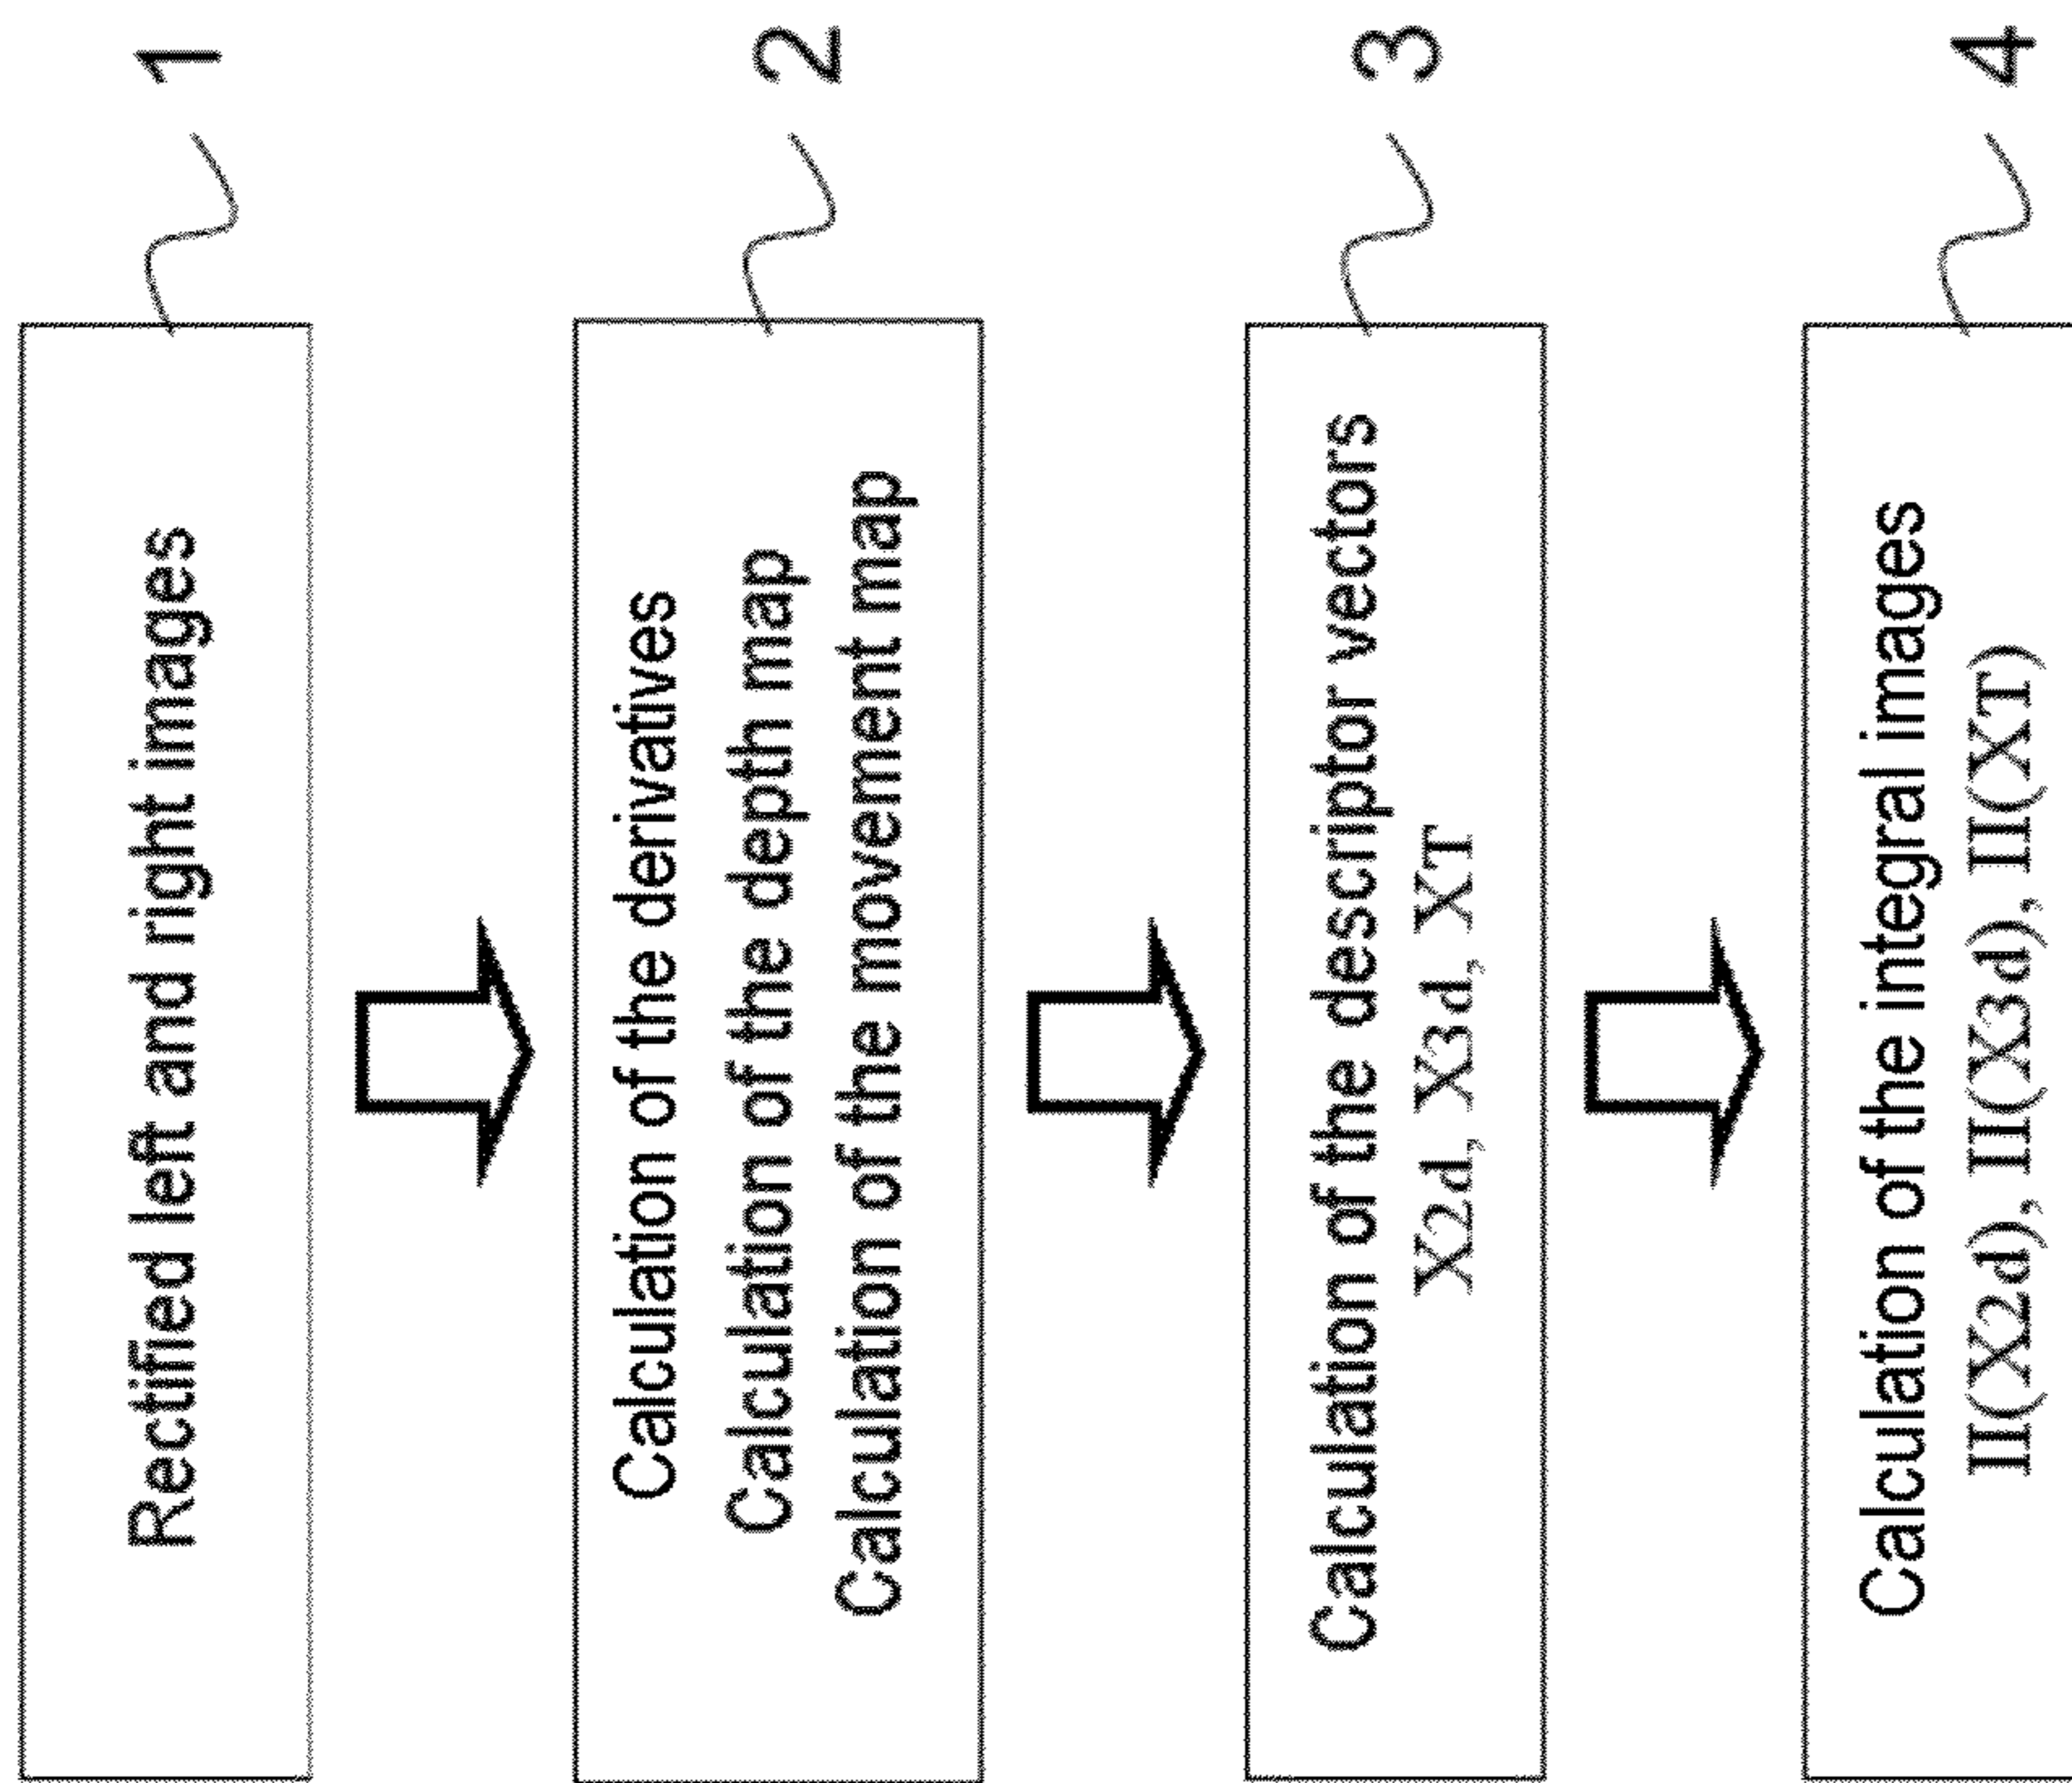 Rectified left and right images
1
Calculation of the derivatives
Calculation of the depth map
Calculation of the movement map
2
Calculation of the descriptor vectors
X2d, X3d, XT
3
Calculation of the integral images
II(X2d), II(X3d), II(XT)
4